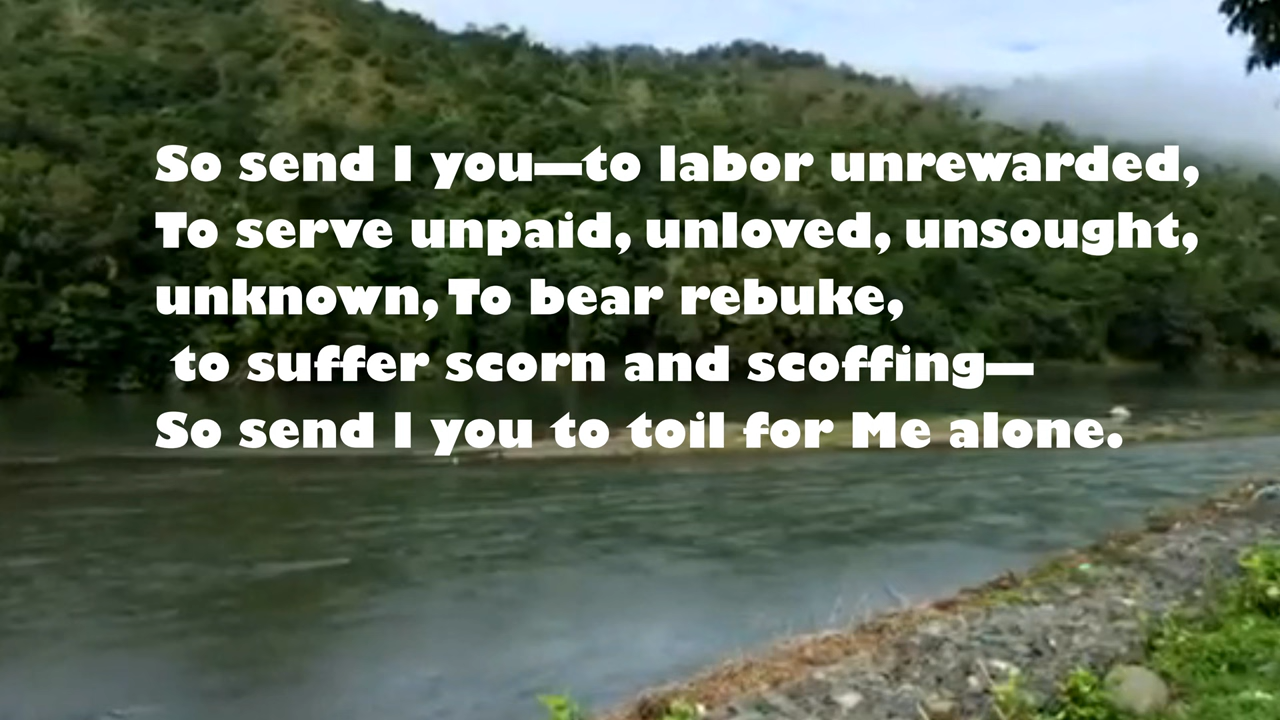 So send I you—to labor unrewarded,
To serve unpaid, unloved, unsought,
unknown, To bear rebuke,
to suffer scorn and scoffing—
So send I you to toil for Me alone.